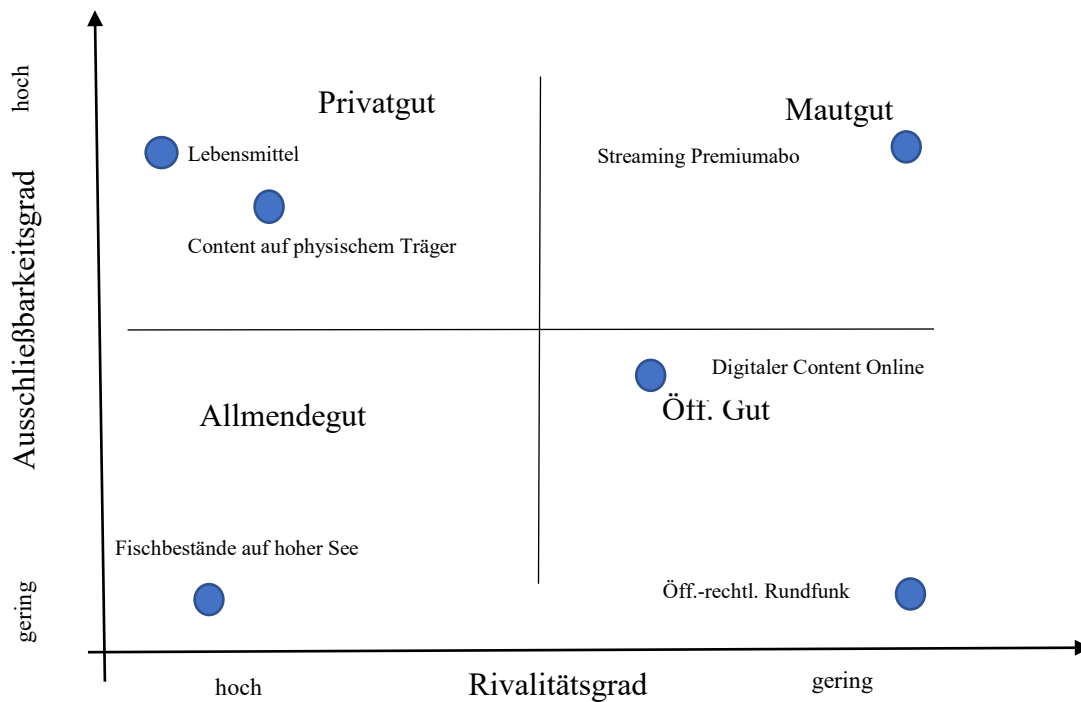 hoch
Privatgut
Mautgut
Lebensmittel
Streaming Premiumabo
Content auf physischem Träger
Ausschließbarkeitsgrad
Digitaler Content Online
Allmendegut
Öff. Gut
Fischbestände auf hoher See
gering
Öff.-rechtl. Rundfunk
hoch
Rivalitätsgrad
gering